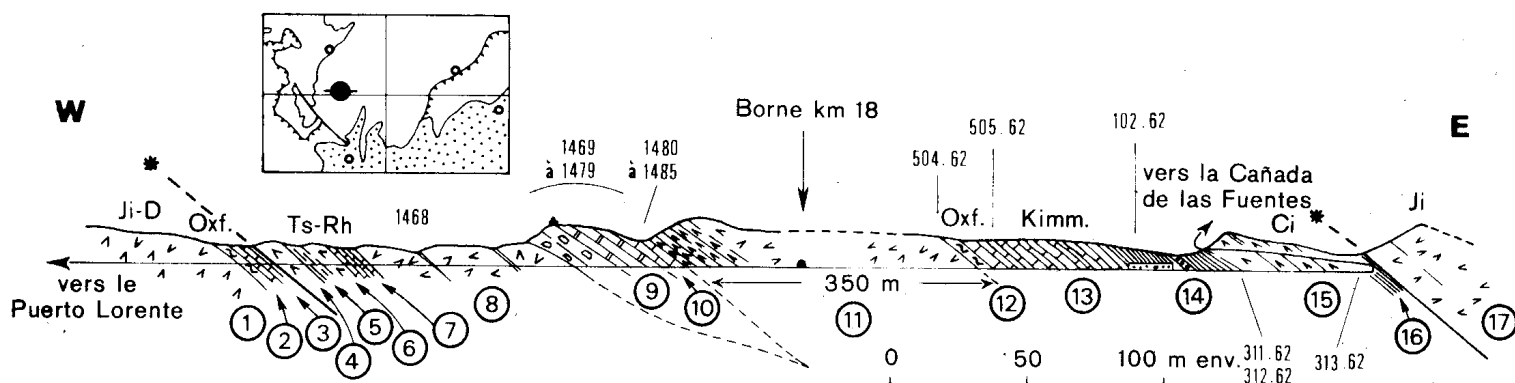 W
Borne km 18
E
1469
à 1479
1480
à 1485
505.62
504.62
102.62
vers la Cañada
de las Fuentes
Ji-D
Oxf.
Ts-Rh
1468
Oxf.
Kimm.
Ci
Ji
vers le
Puerto Lorente
350 m
1
2
3
4
5
6
7
8
9
10
11
12
13
14
15
16
17
0
50
100 m env.
311.62
312.62
313.62